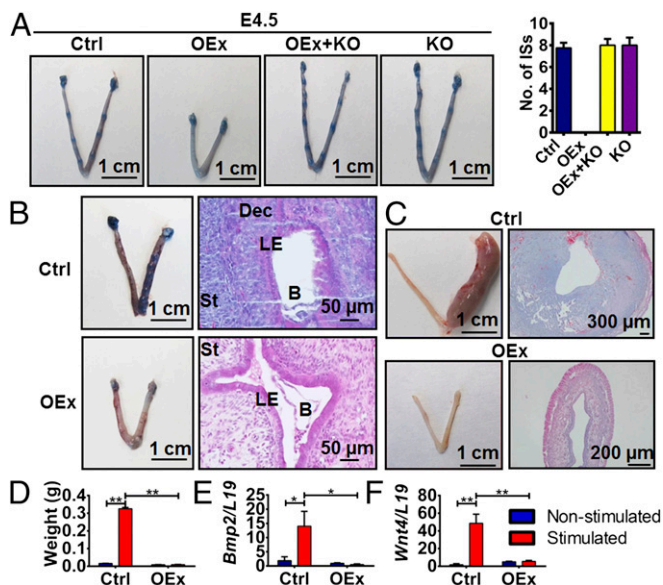 A
E4.5
Ctrl OEx OEx+KO KO
1 cm 1 cm 1 cm 1 cm
No. of ISs
10
8
6
4
2
0
Ctrl OEx OEx+KO KO
B
Ctrl
1 cm
Dec
LE
B
St
50 µm
OEx
1 cm
St
LE
B
50 µm
C
Ctrl
1 cm 300 µm
OEx
1 cm 200 µm
D
Weight (g)
0.4
0.3
0.2
0.1
0.0
** **
Ctrl OEx
E
Bmp2/L19
25
20
15
10
5
0
* *
Ctrl OEx
F
Wnt4/L19
80
60
40
20
0
** **
Ctrl OEx
Non-stimulated
Stimulated